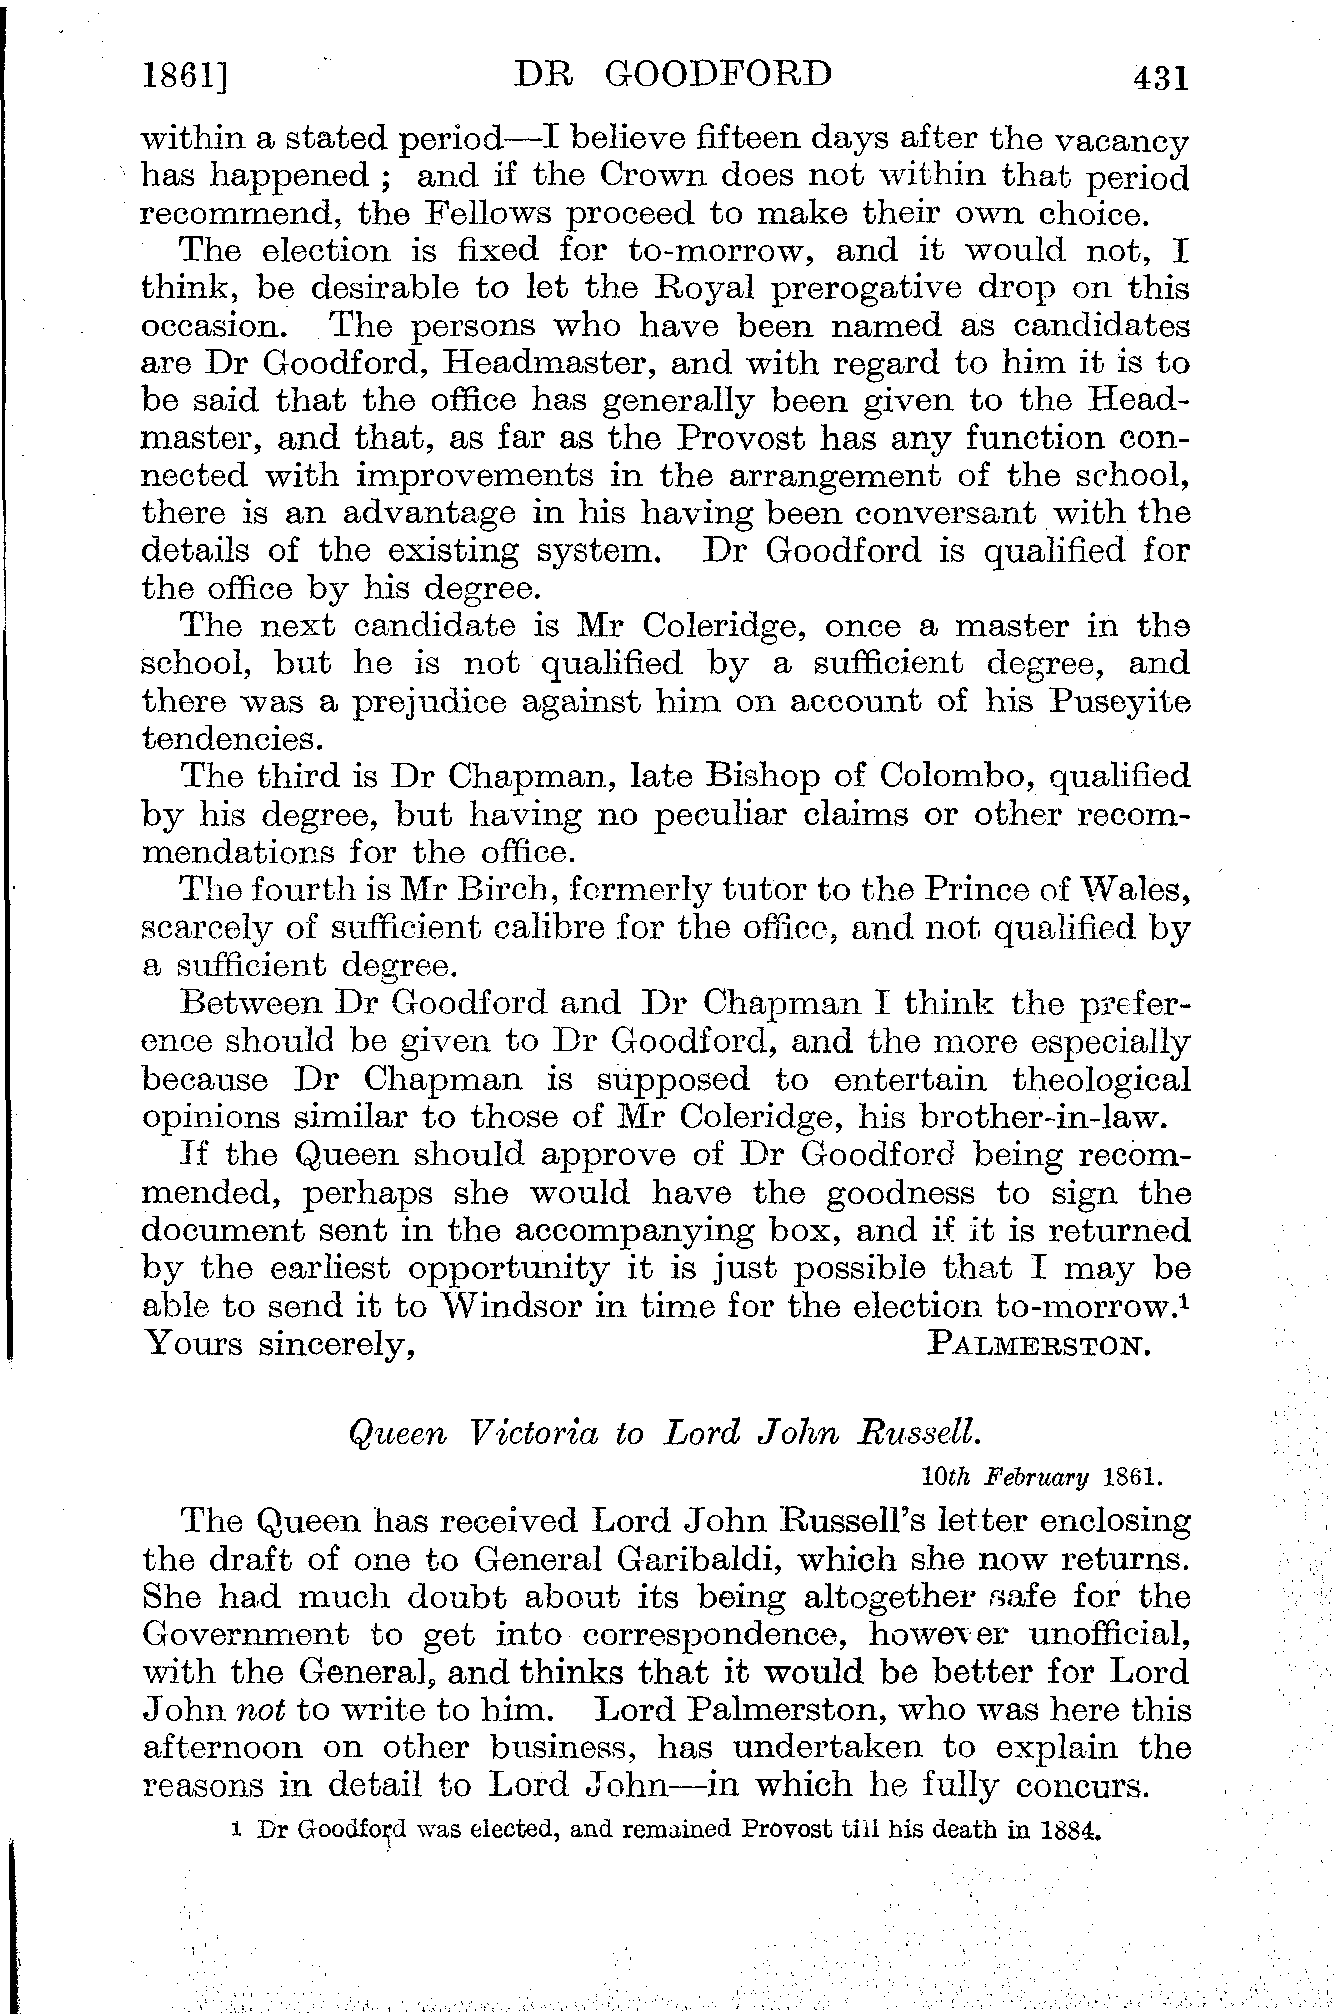 1861] DR GOODFORD 431
within a stated period—I believe fifteen days after the vacancy
has happened ; and if the Crown does not within that period
recommend, the Fellows proceed to make their own choice.
The election is fixed for to-morrow, and it would not, I
think, be desirable to let the Royal prerogative drop on this
occasion. The persons who have been named as candidates
are Dr Goodford, Headmaster, and with regard to him it is to
be said that the office has generally been given to the Head-
master, and that, as far as the Provost has any function con-
nected with improvements in the arrangement of the school,
there is an advantage in his having been conversant with the
details of the existing system. Dr Goodford is qualified for
the office by his degree.
The next candidate is Mr Coleridge, once a master in the
school, but he is not qualified by a sufficient degree, and
there was a prejudice against him on account of his Puseyite
tendencies.
The third is Dr Chapman, late Bishop of Colombo, qualified
by his degree, but having no peculiar claims or other recom-
mendations for the office.
The fourth is Mr Birch, formerly tutor to the Prince of Wales,
scarcely of sufficient calibre for the office, and not qualified by
a sufficient degree.
Between Dr Goodford and Dr Chapman I think the prefer-
ence should be given to Dr Goodford, and the more especially
because Dr Chapman is supposed to entertain theological
opinions similar to those of Mr Coleridge, his brother-in-law.
If the Queen should approve of Dr Goodford being recom-
mended, perhaps she would have the goodness to sign the
document sent in the accompanying box, and if it is returned
by the earliest opportunity it is just possible that I may be
able to send it to Windsor in time for the election to-morrow.¹
Yours sincerely, PALMERSTON.
Queen Victoria to Lord John Russell.
10th February 1861.
The Queen has received Lord John Russell's letter enclosing
the draft of one to General Garibaldi, which she now returns.
She had much doubt about its being altogether safe for the
Government to get into correspondence, however unofficial,
with the General, and thinks that it would be better for Lord
John not to write to him. Lord Palmerston, who was here this
afternoon on other business, has undertaken to explain the
reasons in detail to Lord John—in which he fully concurs.
1 Dr Goodford was elected, and remained Provost till his death in 1884.